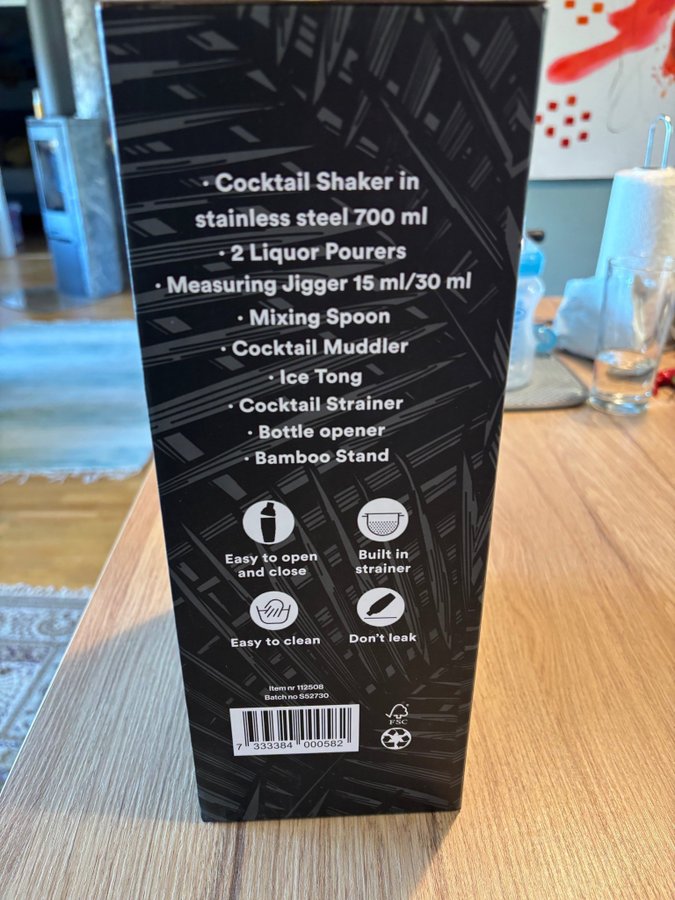 · Cocktail Shaker in
stainless steel 700 ml
· 2 Liquor Pourers
· Measuring Jigger 15 ml/30 ml
· Mixing Spoon
· Cocktail Muddler
· Ice Tong
· Cocktail Strainer
· Bottle opener
· Bamboo Stand
Easy to open
and close
Built in
strainer
Easy to clean
Don't leak
Item nr 112508
Batch no S52730
7 333384 000582
FSC